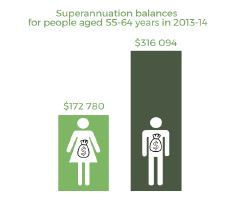 Superannuation balances
for people aged 55-64 years in 2013-14
$316 094
$172 780
$
$